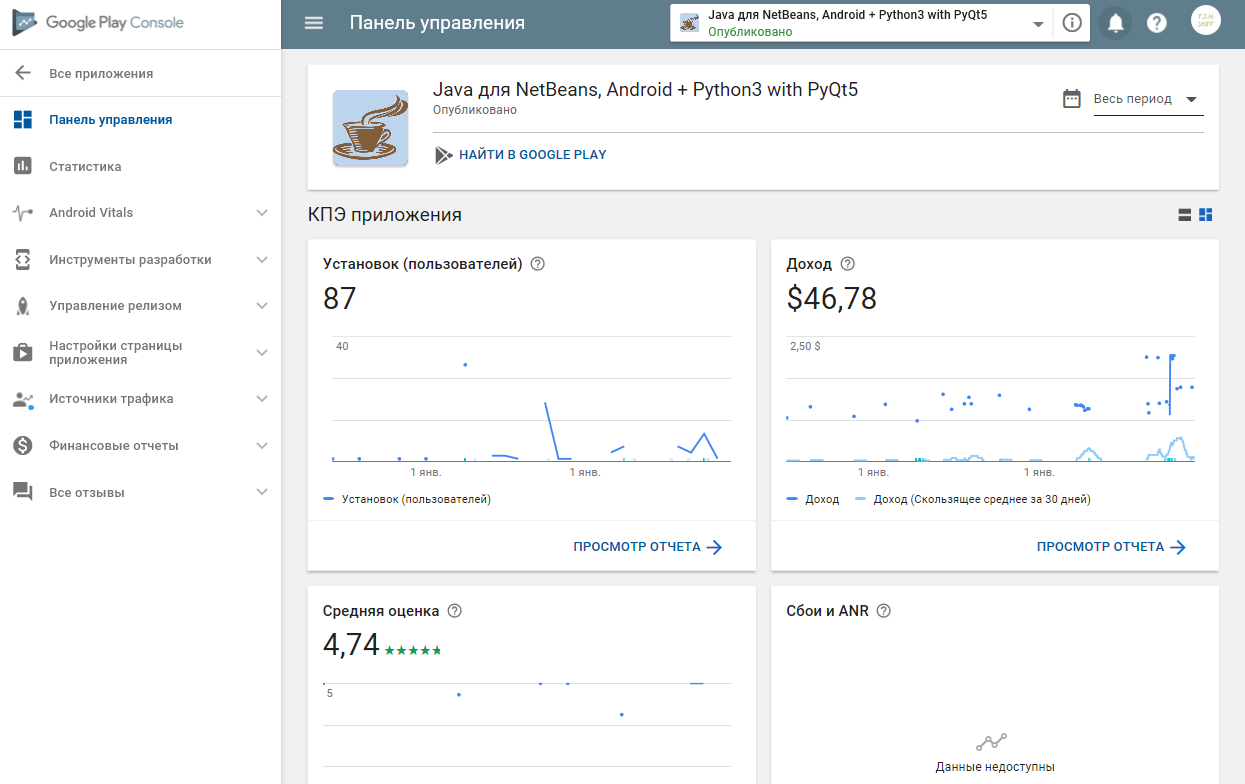 Google Play Console
Все приложения
Панель управления
Статистика
Android Vitals
Инструменты разработки
Управление релизом
Настройки страницы
приложения
Источники трафика
Финансовые отчеты
Все отзывы
Панель управления
Java для NetBeans, Android + Python3 with PyQt5
Опубликовано
Java для NetBeans, Android + Python3 with PyQt5
Опубликовано
Весь период
НАЙТИ В GOOGLE PLAY
КПЭ приложения
Установок (пользователей)
87
40
1 янв.
1 янв.
Установок (пользователей)
ПРОСМОТР ОТЧЕТА
Доход
$46,78
2,50 $
1 янв.
1 янв.
Доход
Доход (Скользящее среднее за 30 дней)
ПРОСМОТР ОТЧЕТА
Средняя оценка
4,74
5
Сбои и ANR
Данные недоступны